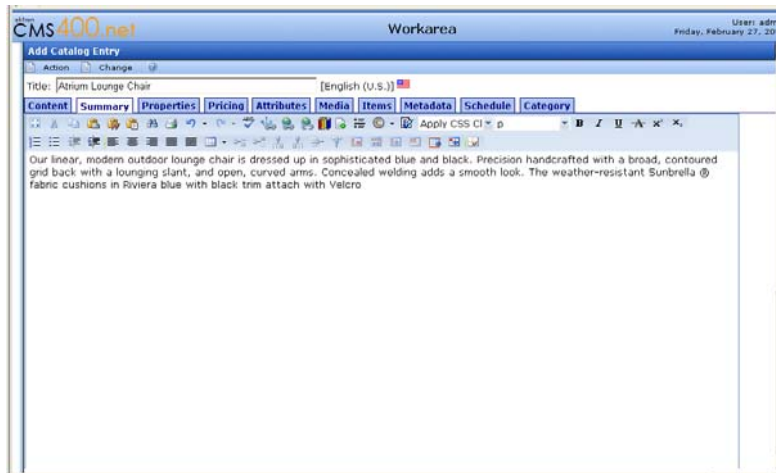 ektron
CMS400.net
Workarea
User: adm
Friday, February 27, 20
Add Catalog Entry
Action Change
Title: Atrium Lounge Chair [English (U.S.)]
Content Summary Properties Pricing Attributes Media Items Metadata Schedule Category
Apply CSS Cl p B I U A x² x₂
Our linear, modern outdoor lounge chair is dressed up in sophisticated blue and black. Precision handcrafted with a broad, contoured
grid back with a lounging slant, and open, curved arms. Concealed welding adds a smooth look. The weather-resistant Sunbrella ®
fabric cushions in Riviera blue with black trim attach with Velcro